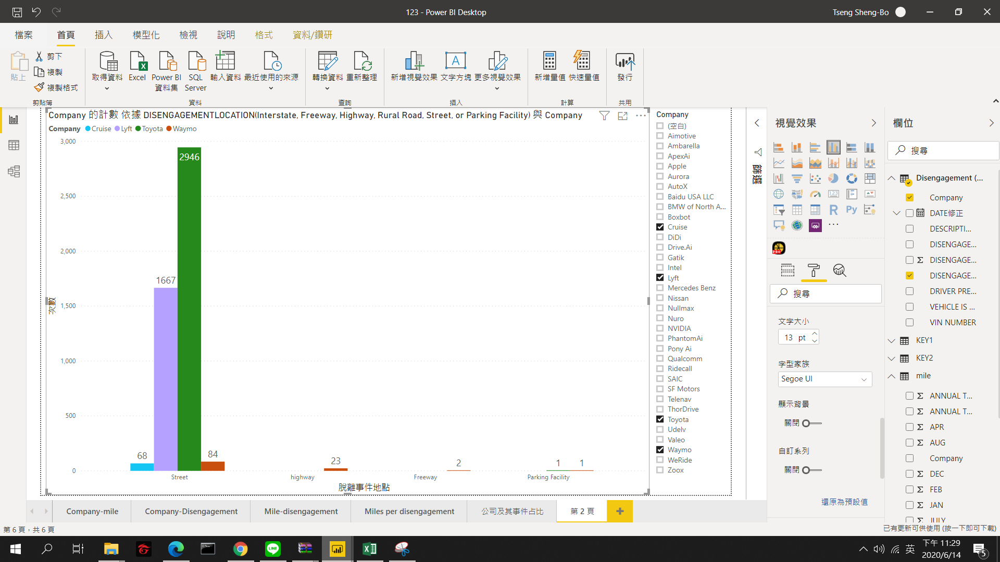 123 - Power BI Desktop
Tseng Sheng-Bo
檔案 首頁 插入 模型化 檢視 說明 格式 資料/鑽研
貼上
剪下
複製
複製格式
剪貼簿
取得資料
Excel
Power BI
資料集
SQL
Server
輸入資料
最近使用的來源
資料
轉換資料
重新整理
查詢
新增視覺效果
文字方塊
更多視覺效果
插入
新增量值
快速量值
計算
發行
共用
Company 的計數 依據 DISENGAGEMENTLOCATION(Interstate, Freeway, Highway, Rural Road, Street, or Parking Facility) 與 Company
Company Cruise Lyft Toyota Waymo
3,000
2,500
2,000
1,500
1,000
500
0
次數
68
1667
2946
84
23
2
1
1
Street
highway
Freeway
Parking Facility
脫離事件地點
Company
(空白)
Aimotive
Ambarella
ApexAi
Apple
Aurora
AutoX
Baidu USA LLC
BMW of North A...
Boxbot
Cruise
DiDi
Drive.Ai
Gatik
Intel
Lyft
Mercedes Benz
Nissan
Nullmax
Nuro
NVIDIA
PhantomAi
Pony Ai
Qualcomm
Ridecall
SAIC
SF Motors
Telenav
ThorDrive
Toyota
Udelv
Valeo
Waymo
WeRide
Zoox
篩選
視覺效果
123
R
Py
PRO
搜尋
文字大小
13 pt
字型家族
Segoe UI
顯示背景
關閉
自訂系列
關閉
還原為預設值
欄位
搜尋
Disengagement (...
Company
DATE修正
DESCRIPTI...
DISENGAGE...
DISENGAGE...
DISENGAGE...
DRIVER PRE...
VEHICLE IS ...
VIN NUMBER
KEY1
KEY2
mile
ANNUAL T...
ANNUAL T...
APR
AUG
Company
DEC
FEB
JAN
JULY
Company-mile
Company-Disengagement
Mile-disengagement
Miles per disengagement
公司及其事件占比
第 2 頁
第 6 頁，共 6 頁
已有更新可供使用 (按一下即可下載)
LINE
英
下午 11:29
2020/6/14
5